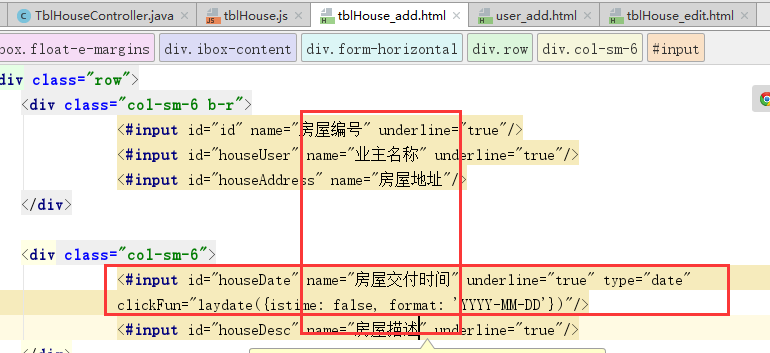 TblHouseController.java
tblHouse.js
tblHouse_add.html
user_add.html
tblHouse_edit.html
box.float-e-margins
div.ibox-content
div.form-horizontal
div.row
div.col-sm-6
#input
div class="row">
<div class="col-sm-6 b-r">
<#input id="id" name="房屋编号" underline="true"/>
<#input id="houseUser" name="业主名称" underline="true"/>
<#input id="houseAddress" name="房屋地址"/>
</div>
<div class="col-sm-6">
<#input id="houseDate" name="房屋交付时间" underline="true" type="date"
clickFun="laydate({istime: false, format: 'YYYY-MM-DD'})"/>
<#input id="houseDesc" name="房屋描述" underline="true"/>
</div>